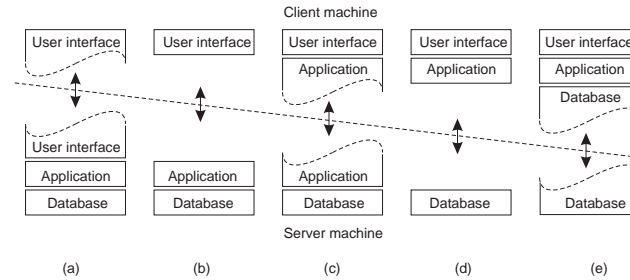 Client machine
User interface User interface User interface User interface User interface
Application Application Application
Database
User interface
Application Application Application
Database Database Database Database Database
Server machine
(a) (b) (c) (d) (e)